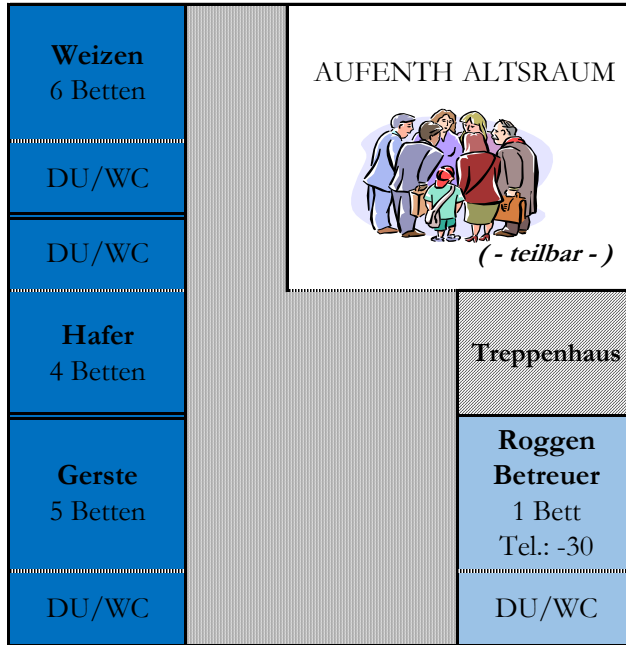 Weizen
6 Betten
DU/WC
DU/WC
Hafer
4 Betten
Gerste
5 Betten
DU/WC
AUFENTH ALTSRAUM
( - teilbar - )
Treppenhaus
Roggen
Betreuer
1 Bett
Tel.: -30
DU/WC